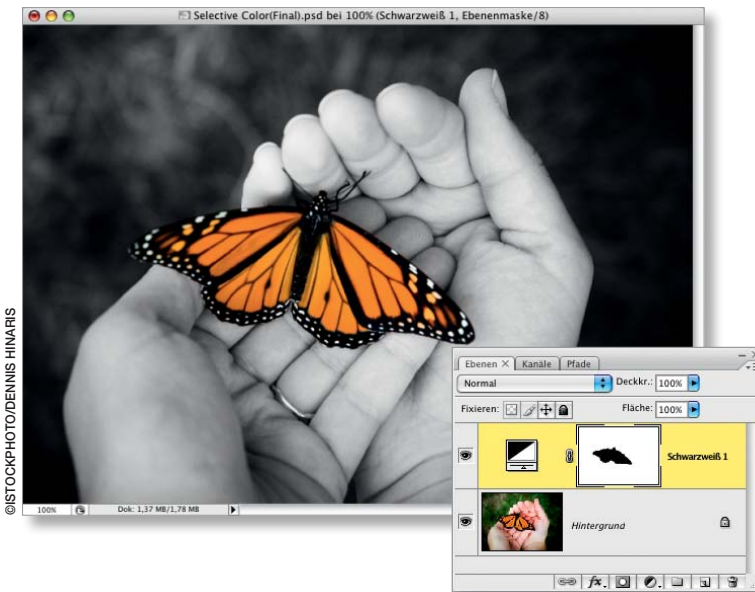 Selective Color(Final).psd bei 100% (Schwarzweiß 1, Ebenenmaske/8)
©ISTOCKPHOTO/DENNIS HINARIS
100%
Dok: 1,37 MB/1,78 MB
Ebenen Kanäle Pfade
Normal Deckkr.: 100%
Fixieren: Fläche: 100%
Schwarzweiß 1
Hintergrund
fx.